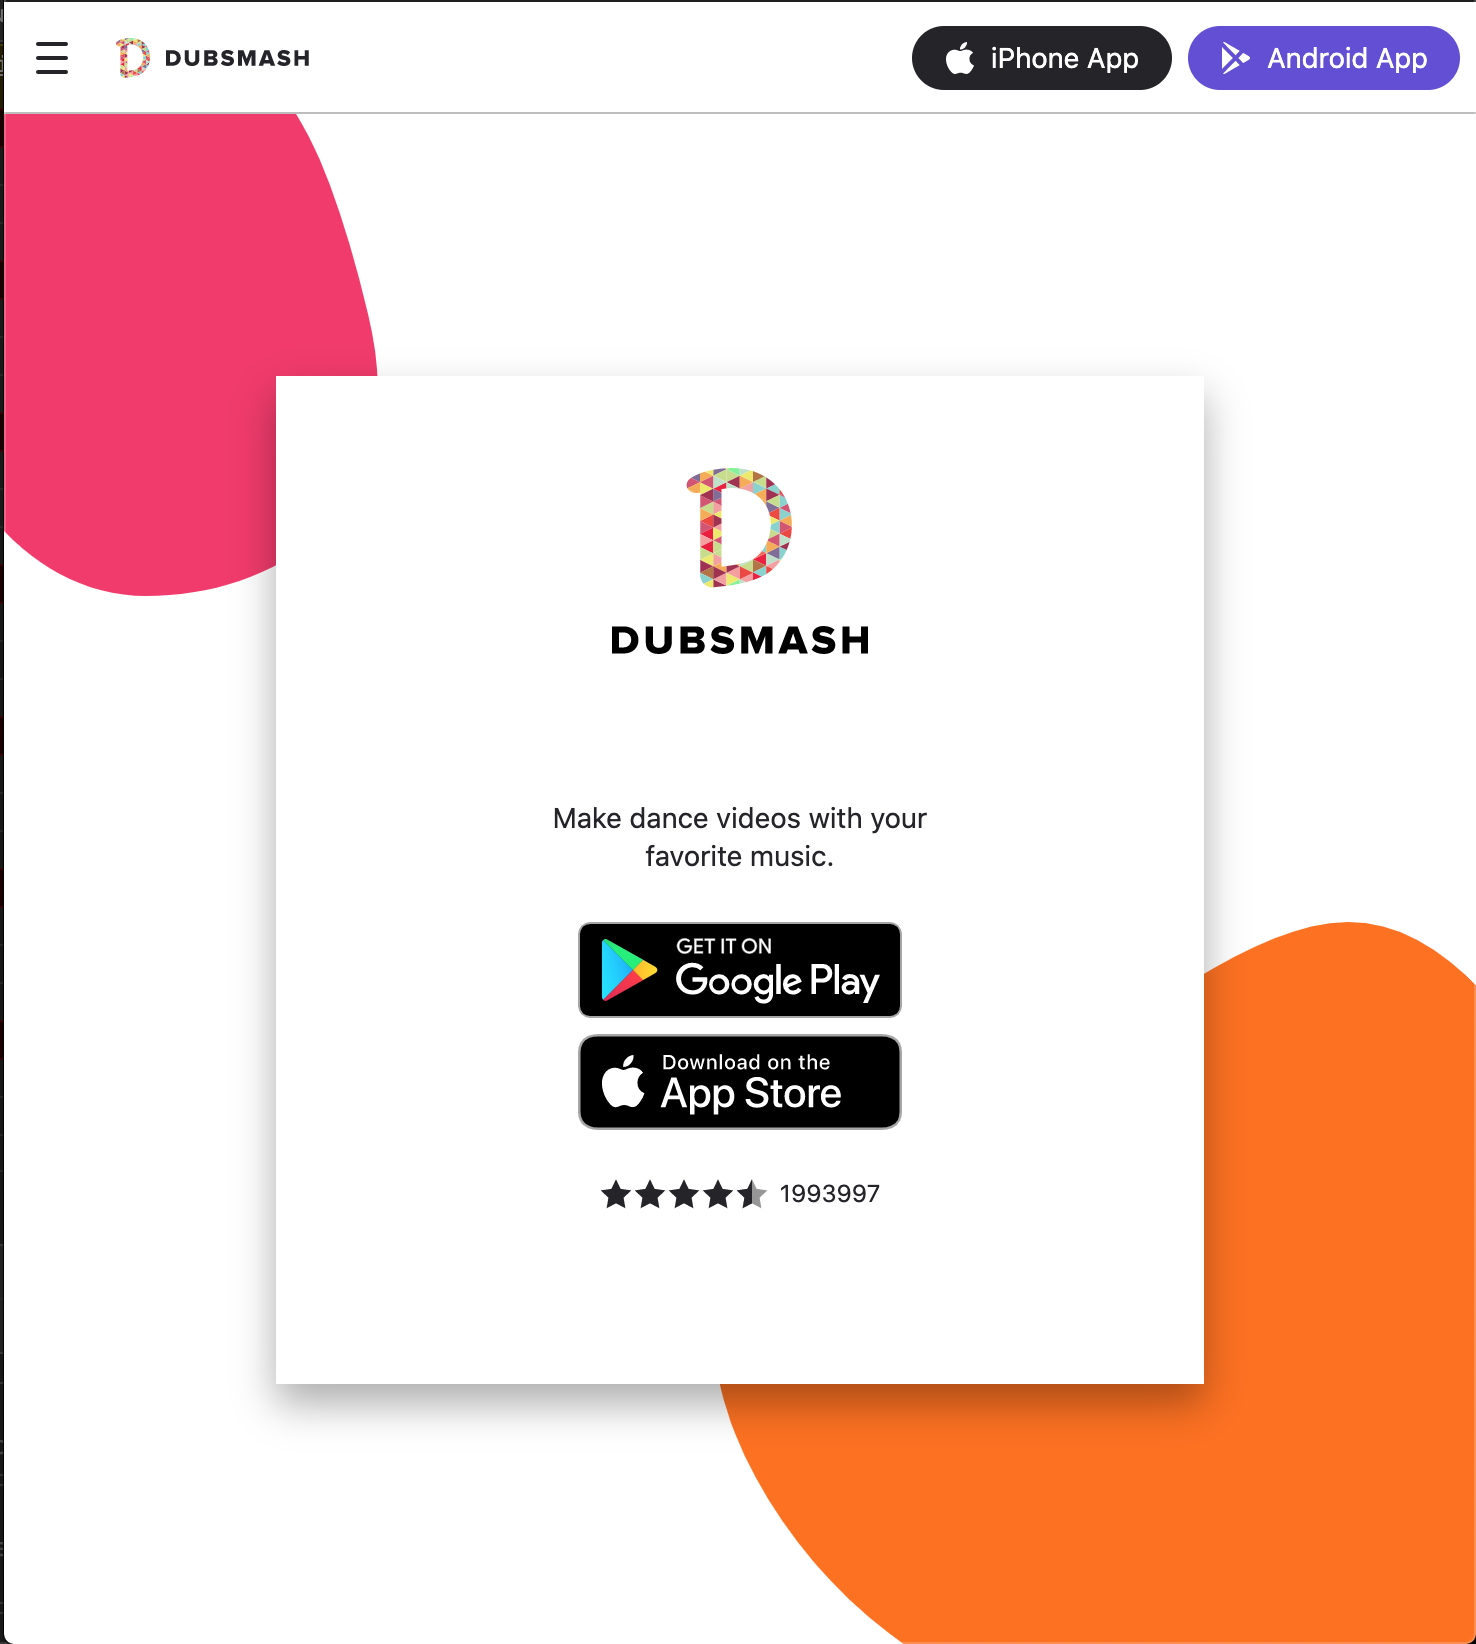 DUBSMASH
iPhone App
Android App
DUBSMASH
Make dance videos with your
favorite music.
GET IT ON
Google Play
Download on the
App Store
1993997